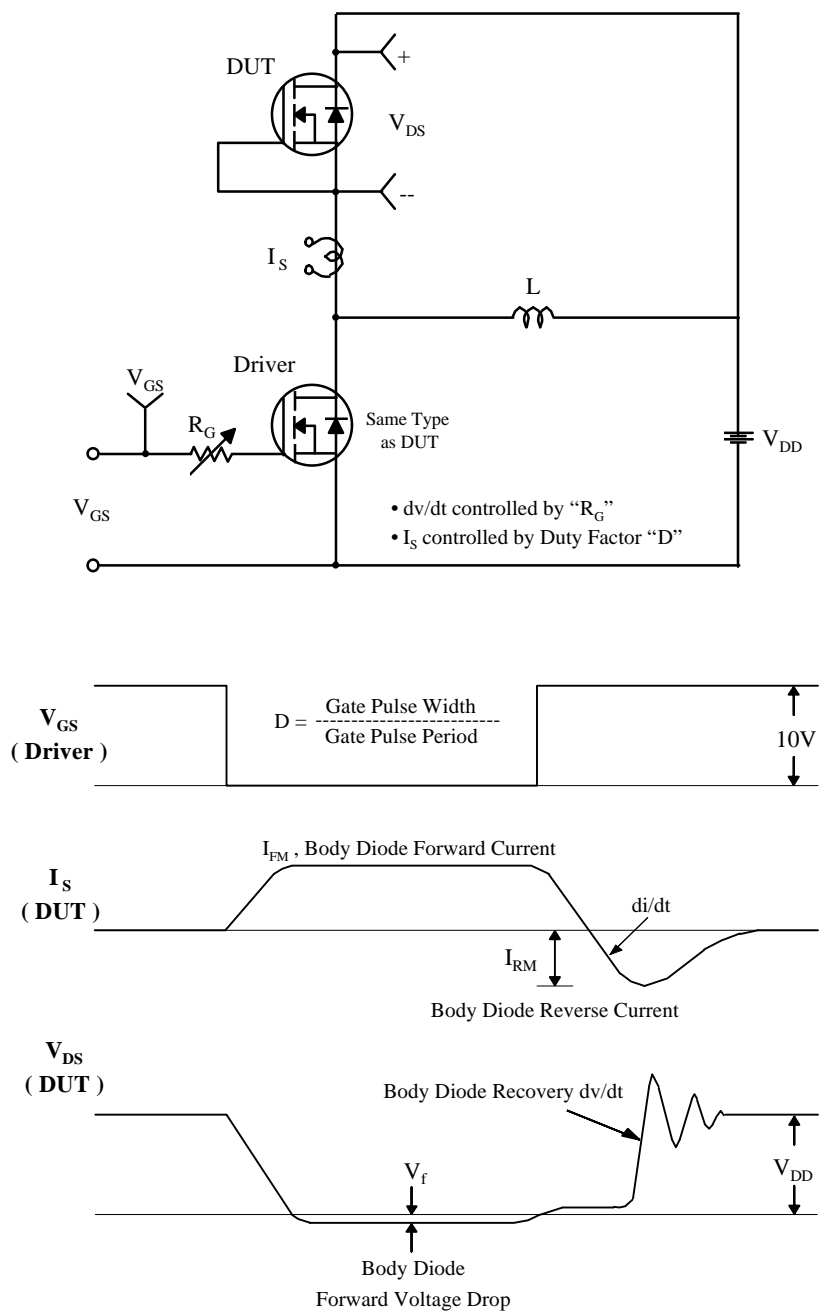 +
DUT
V_DS
--
I_S
L
Driver
V_GS
R_G
Same Type
as DUT
V_DD
V_GS
• dv/dt controlled by “R_G”
• I_S controlled by Duty Factor “D”
V_GS
( Driver )
D = Gate Pulse Width
--------------------------
Gate Pulse Period
10V
I_FM , Body Diode Forward Current
I_S
( DUT )
di/dt
I_RM
Body Diode Reverse Current
V_DS
( DUT )
Body Diode Recovery dv/dt
V_f
V_DD
Body Diode
Forward Voltage Drop